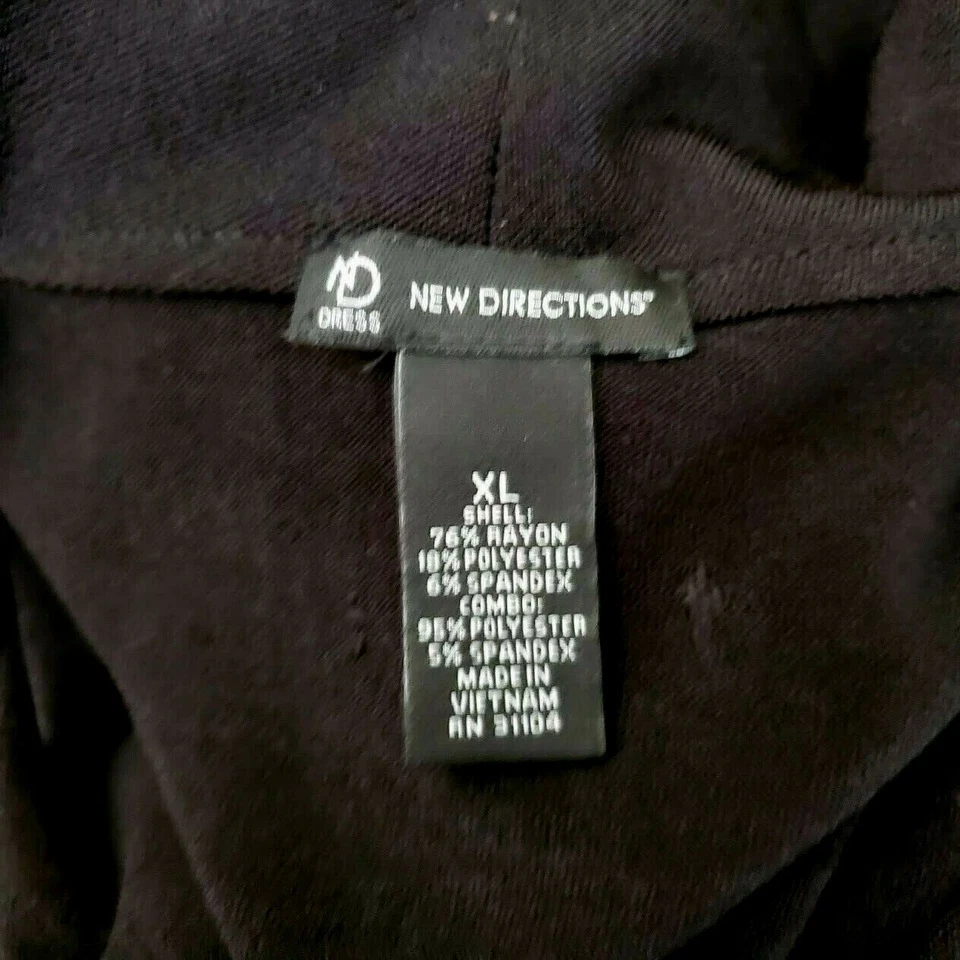 ND
DRESS
NEW DIRECTIONS
XL
SHELL:
76% RAYON
18% POLYESTER
6% SPANDEX
COMBO:
95% POLYESTER
5% SPANDEX
MADE IN
VIETNAM
RN 31104